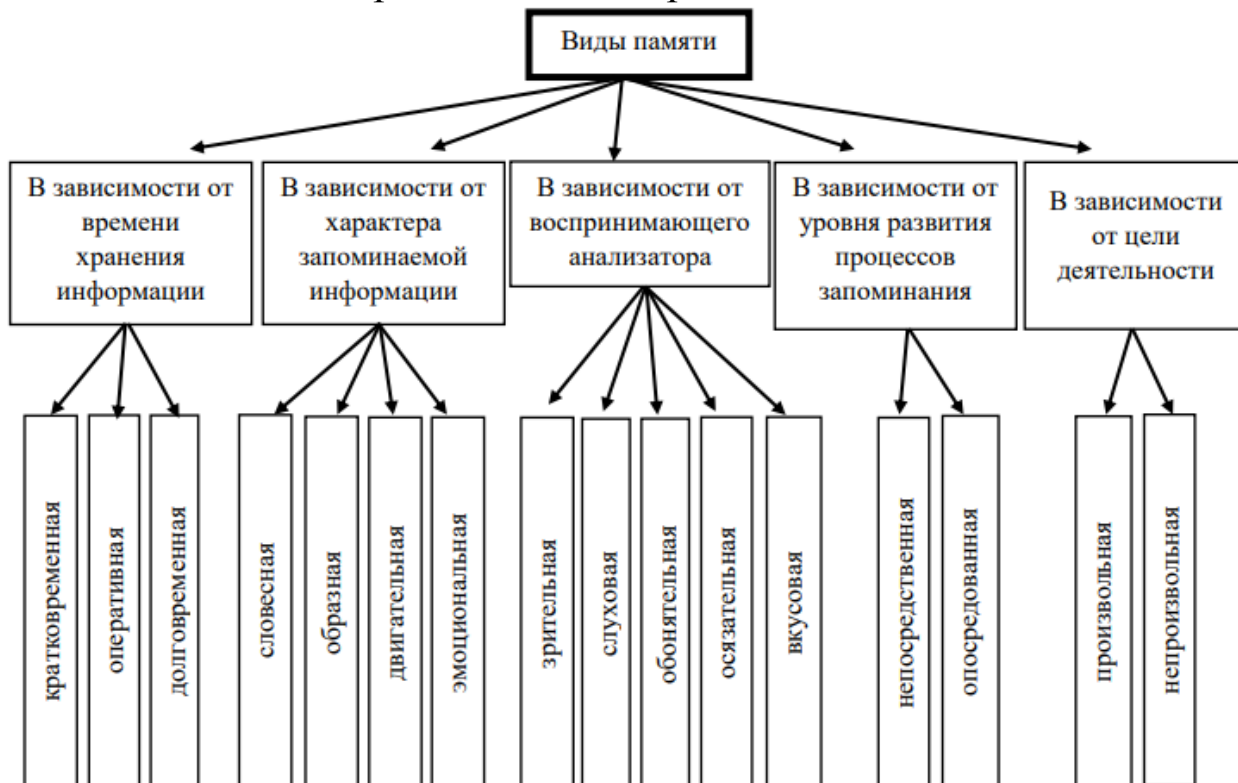 Виды памяти
В зависимости от
времени
хранения
информации
В зависимости от
характера
запоминаемой
информации
В зависимости от
воспринимающего
анализатора
В зависимости от
уровня развития
процессов
запоминания
В зависимости
от цели
деятельности
кратковременная
оперативная
долговременная
словесная
образная
двигательная
эмоциональная
зрительная
слуховая
обонятельная
осязательная
вкусовая
непосредственная
опосредованная
произвольная
непроизвольная